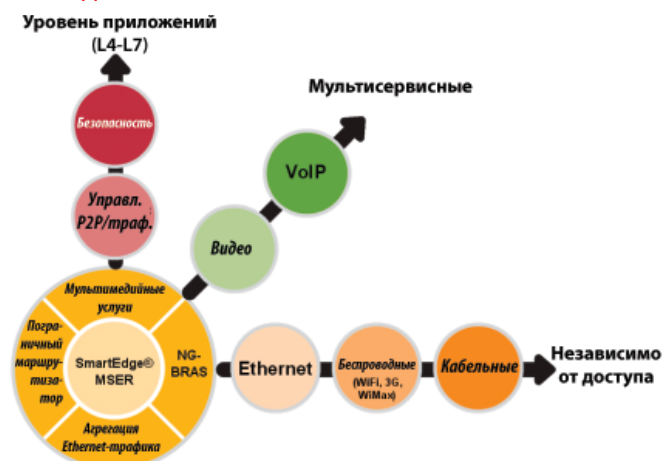 Уровень приложений
(L4-L7)
Мультисервисные
Безопасность
VoIP
Управл.
P2P/траф.
Видео
Мультимедийные
услуги
Погра-
ничный
маршру-
тиза-
тор
SmartEdge®
MSER
NG-
BRAS
Агрегация
Ethernet-трафика
Ethernet
Беспроводные
(WiFi, 3G,
WiMax)
Кабельные
Независимо
от доступа